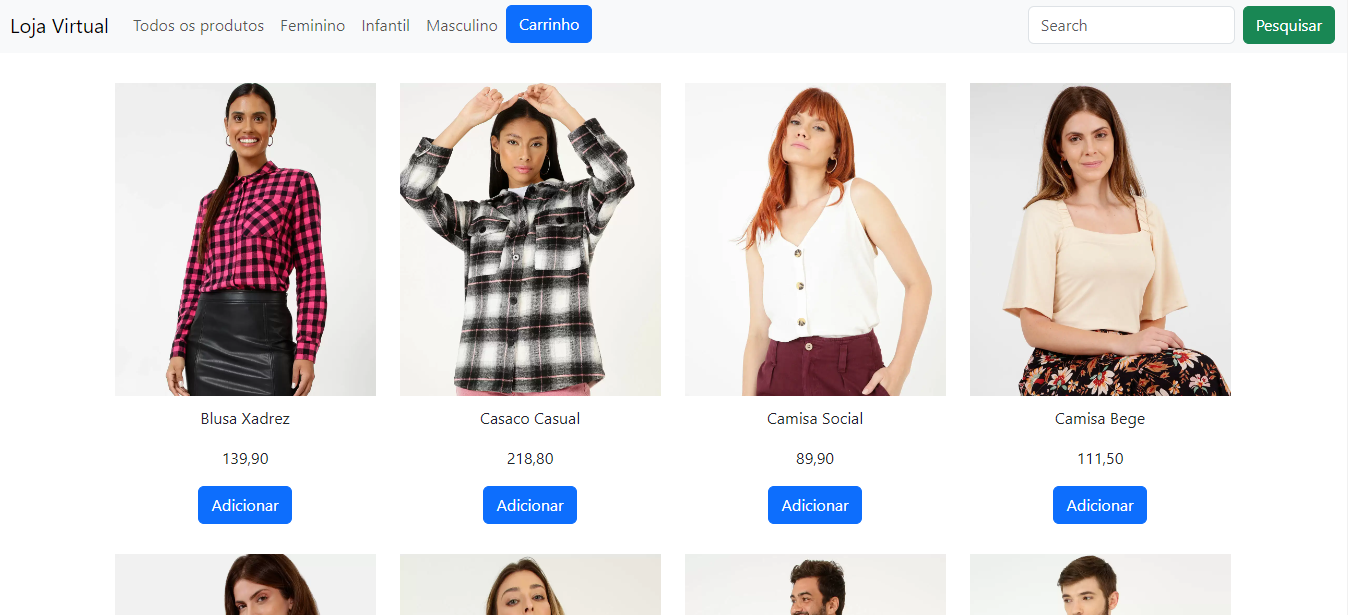 Loja Virtual Todos os produtos Feminino Infantil Masculino Carrinho Search Pesquisar
Blusa Xadrez Casaco Casual Camisa Social Camisa Bege
139,90 218,80 89,90 111,50
Adicionar Adicionar Adicionar Adicionar